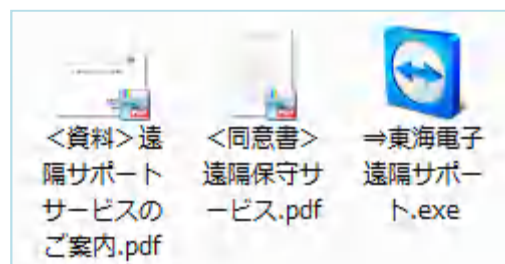 <資料>遠
隔サポート
サービスの
ご案内.pdf
<同意書>
遠隔保守サ
ービス.pdf
⇒東海電子
遠隔サポー
ト.exe